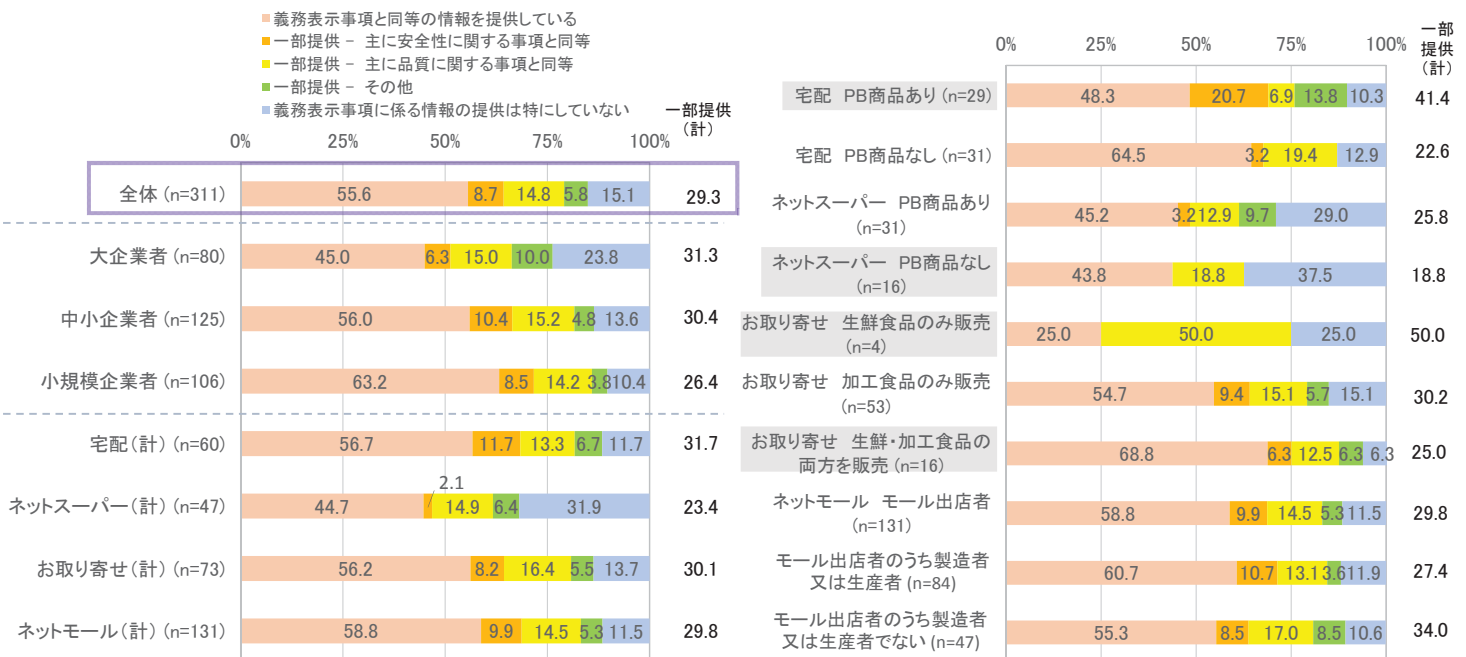 義務表示事項と同等の情報を提供している
一部提供 － 主に安全性に関する事項と同等
一部提供 － 主に品質に関する事項と同等
一部提供 － その他
義務表示事項に係る情報の提供は特にしていない
一部提供
（計）
0% 25% 50% 75% 100%
全体 (n=311) 55.6 8.7 14.8 5.8 15.1 29.3
大企業者 (n=80) 45.0 6.3 15.0 10.0 23.8 31.3
中小企業者 (n=125) 56.0 10.4 15.2 4.8 13.6 30.4
小規模企業者 (n=106) 63.2 8.5 14.2 3.8 10.4 26.4
宅配（計） (n=60) 56.7 11.7 13.3 6.7 11.7 31.7
2.1
ネットスーパー（計） (n=47) 44.7 14.9 6.4 31.9 23.4
お取り寄せ（計） (n=73) 56.2 8.2 16.4 5.5 13.7 30.1
ネットモール（計） (n=131) 58.8 9.9 14.5 5.3 11.5 29.8
一部
提供
（計）
0% 25% 50% 75% 100%
宅配 PB商品あり (n=29) 48.3 20.7 6.9 13.8 10.3 41.4
宅配 PB商品なし (n=31) 64.5 3.2 19.4 12.9 22.6
ネットスーパー PB商品あり
(n=31) 45.2 3.2 12.9 9.7 29.0 25.8
ネットスーパー PB商品なし
(n=16) 43.8 18.8 37.5 18.8
お取り寄せ 生鮮食品のみ販売
(n=4) 25.0 50.0 25.0 50.0
お取り寄せ 加工食品のみ販売
(n=53) 54.7 9.4 15.1 5.7 15.1 30.2
お取り寄せ 生鮮・加工食品の
両方を販売 (n=16) 68.8 6.3 12.5 6.3 6.3 25.0
ネットモール モール出店者
(n=131) 58.8 9.9 14.5 5.3 11.5 29.8
モール出店者のうち製造者
又は生産者 (n=84) 60.7 10.7 13.1 3.6 11.9 27.4
モール出店者のうち製造者
又は生産者でない (n=47) 55.3 8.5 17.0 8.5 10.6 34.0